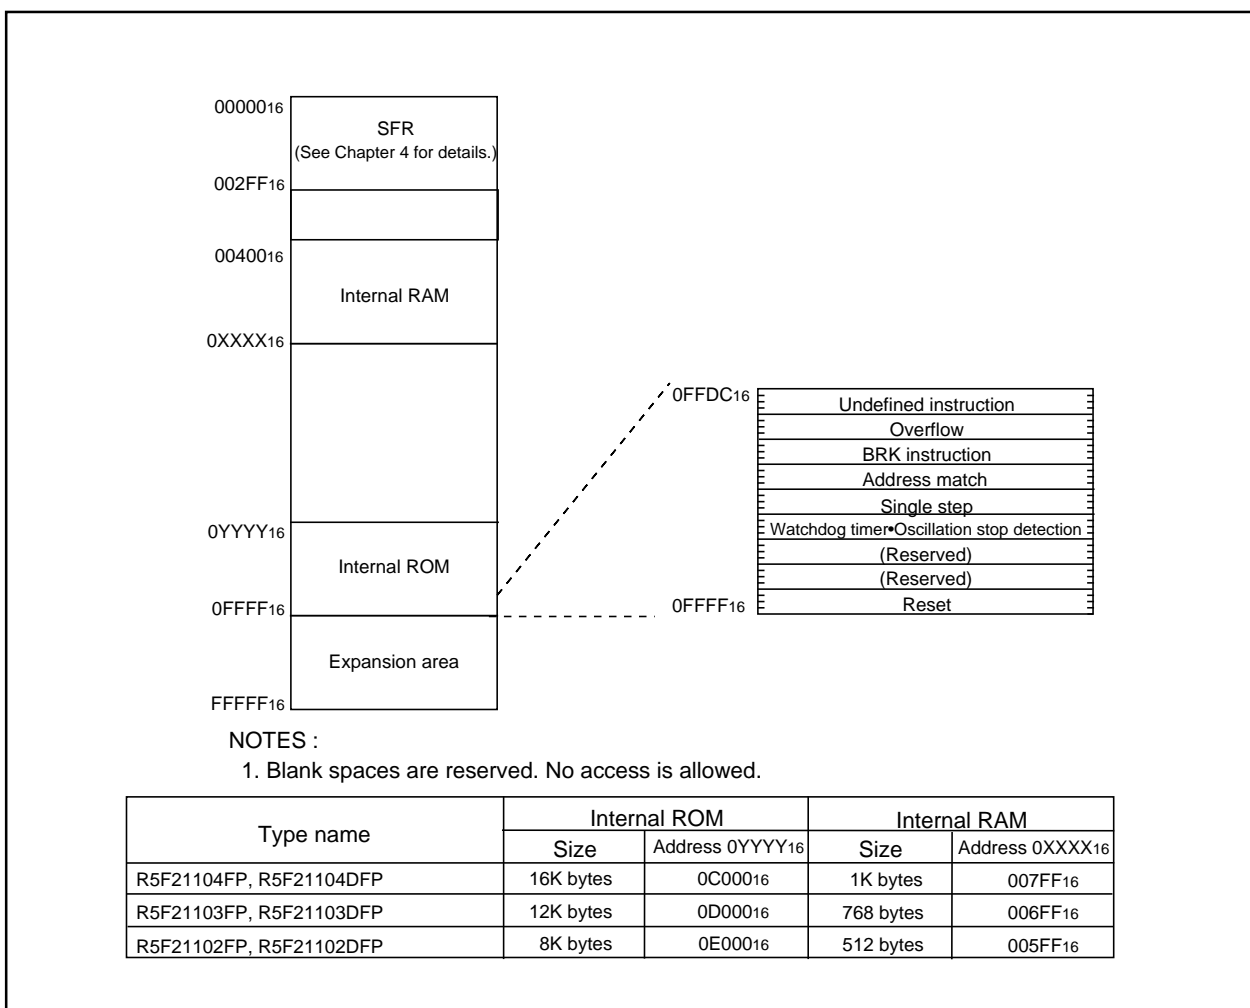 0000016
SFR
(See Chapter 4 for details.)
002FF16
0040016
Internal RAM
0XXXX16
0YYYY16
Internal ROM
0FFFF16
Expansion area
FFFFF16
0FFDC16
Undefined instruction
Overflow
BRK instruction
Address match
Single step
Watchdog timer•Oscillation stop detection
(Reserved)
(Reserved)
0FFFF16
Reset
NOTES :
1. Blank spaces are reserved. No access is allowed.
Type name Internal ROM Internal RAM
Size Address 0YYYY16 Size Address 0XXXX16
R5F21104FP, R5F21104DFP 16K bytes 0C00016 1K bytes 007FF16
R5F21103FP, R5F21103DFP 12K bytes 0D00016 768 bytes 006FF16
R5F21102FP, R5F21102DFP 8K bytes 0E00016 512 bytes 005FF16